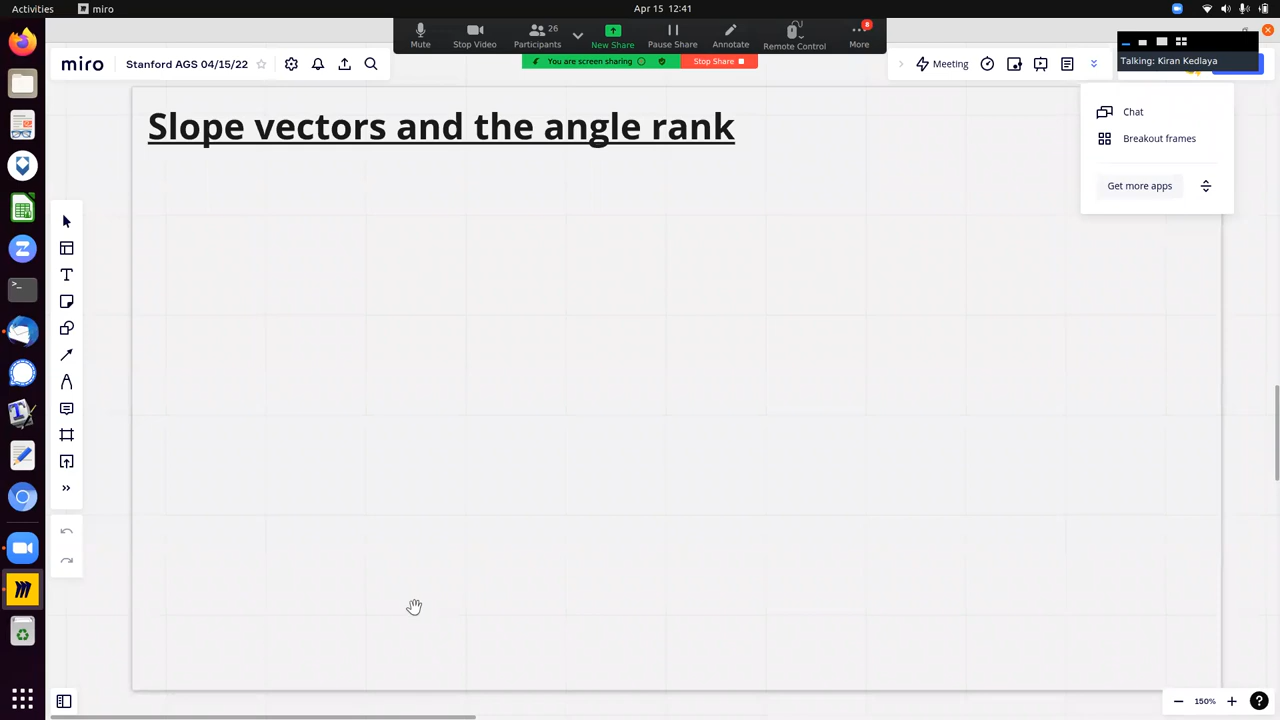 Activities
miro
Apr 15 12:41
Mute
Stop Video
26
Participants
New Share
Pause Share
Annotate
Remote Control
8
More
You are screen sharing
Stop Share
Talking: Kiran Kedlaya
miro
Stanford AGS 04/15/22
Meeting
Chat
Breakout frames
Get more apps
Slope vectors and the angle rank
150%